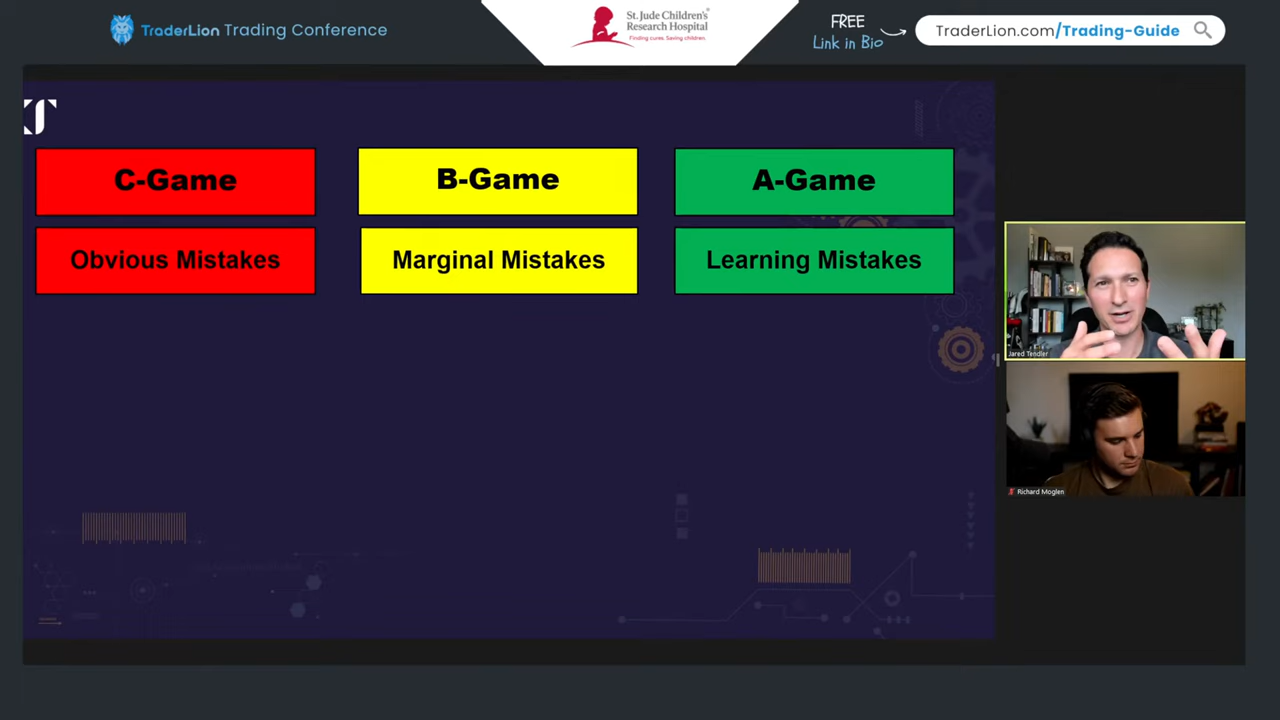 TraderLion Trading Conference
St. Jude Children's
Research Hospital
Finding cures. Saving children.
FREE
Link in Bio
TraderLion.com/Trading-Guide
C-Game
B-Game
A-Game
Obvious Mistakes
Marginal Mistakes
Learning Mistakes
Jared Tendler
Richard Moglen